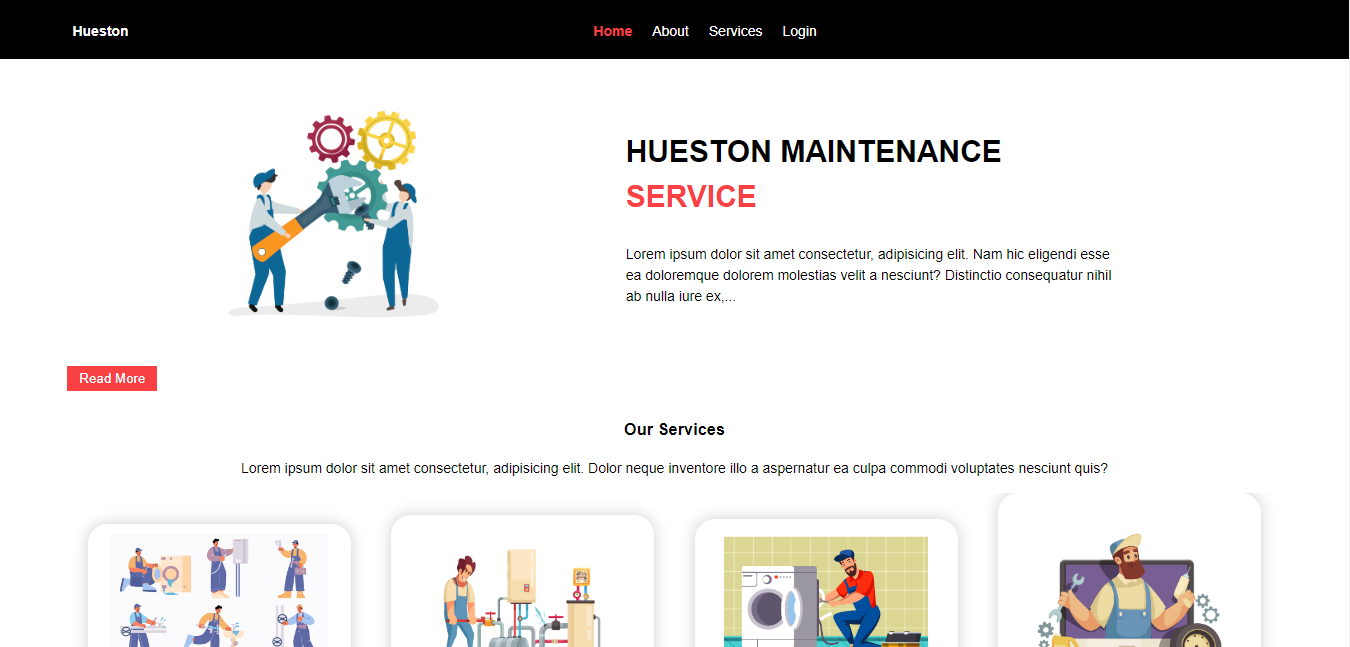 Hueston
Home About Services Login
HUESTON MAINTENANCE
SERVICE
Lorem ipsum dolor sit amet consectetur, adipisicing elit. Nam hic eligendi esse
ea doloremque dolorem molestias velit a nesciunt? Distinctio consequatur nihil
ab nulla iure ex,...
Read More
Our Services
Lorem ipsum dolor sit amet consectetur, adipisicing elit. Dolor neque inventore illo a aspernatur ea culpa commodi voluptates nesciunt quis?